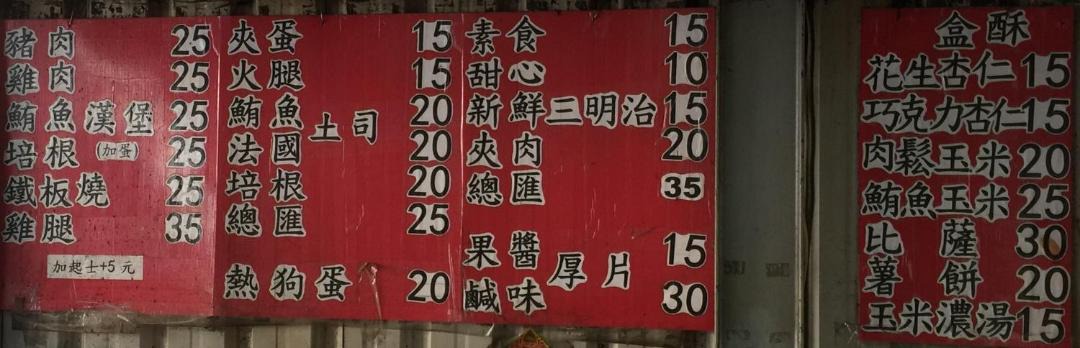 豬肉 25
雞肉 25
鮪魚漢堡 25
培根 (加蛋) 25
鐵板燒 25
雞腿 35
加起士+5元
夾蛋 15
火腿 15
鮪魚 20
土司
法國 20
培根 20
總匯 25
熱狗蛋 20
素食 15
甜心 10
新鮮三明治 15
夾肉 20
總匯 35
果醬 15
厚片
鹹味 30
盒酥
花生杏仁 15
巧克力杏仁 15
肉鬆玉米 20
鮪魚玉米 25
比薩 30
薯餅 20
玉米濃湯 15